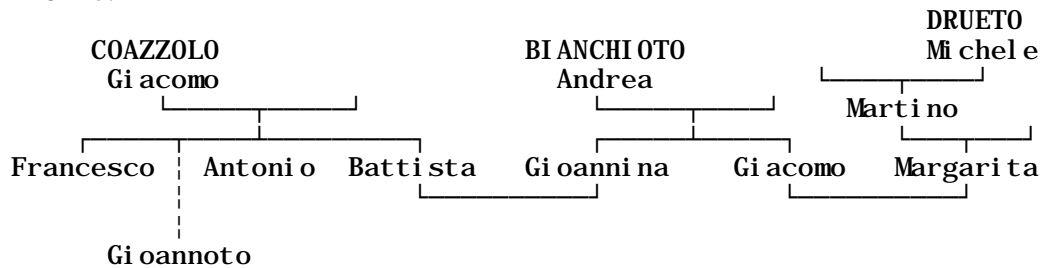 DRUETO
COAZZOLO BIANCHIOTO Michele
Giacomo Andrea
Martino
Francesco Antonio Battista Gioannina Giacomo Margarita
Gioannoto